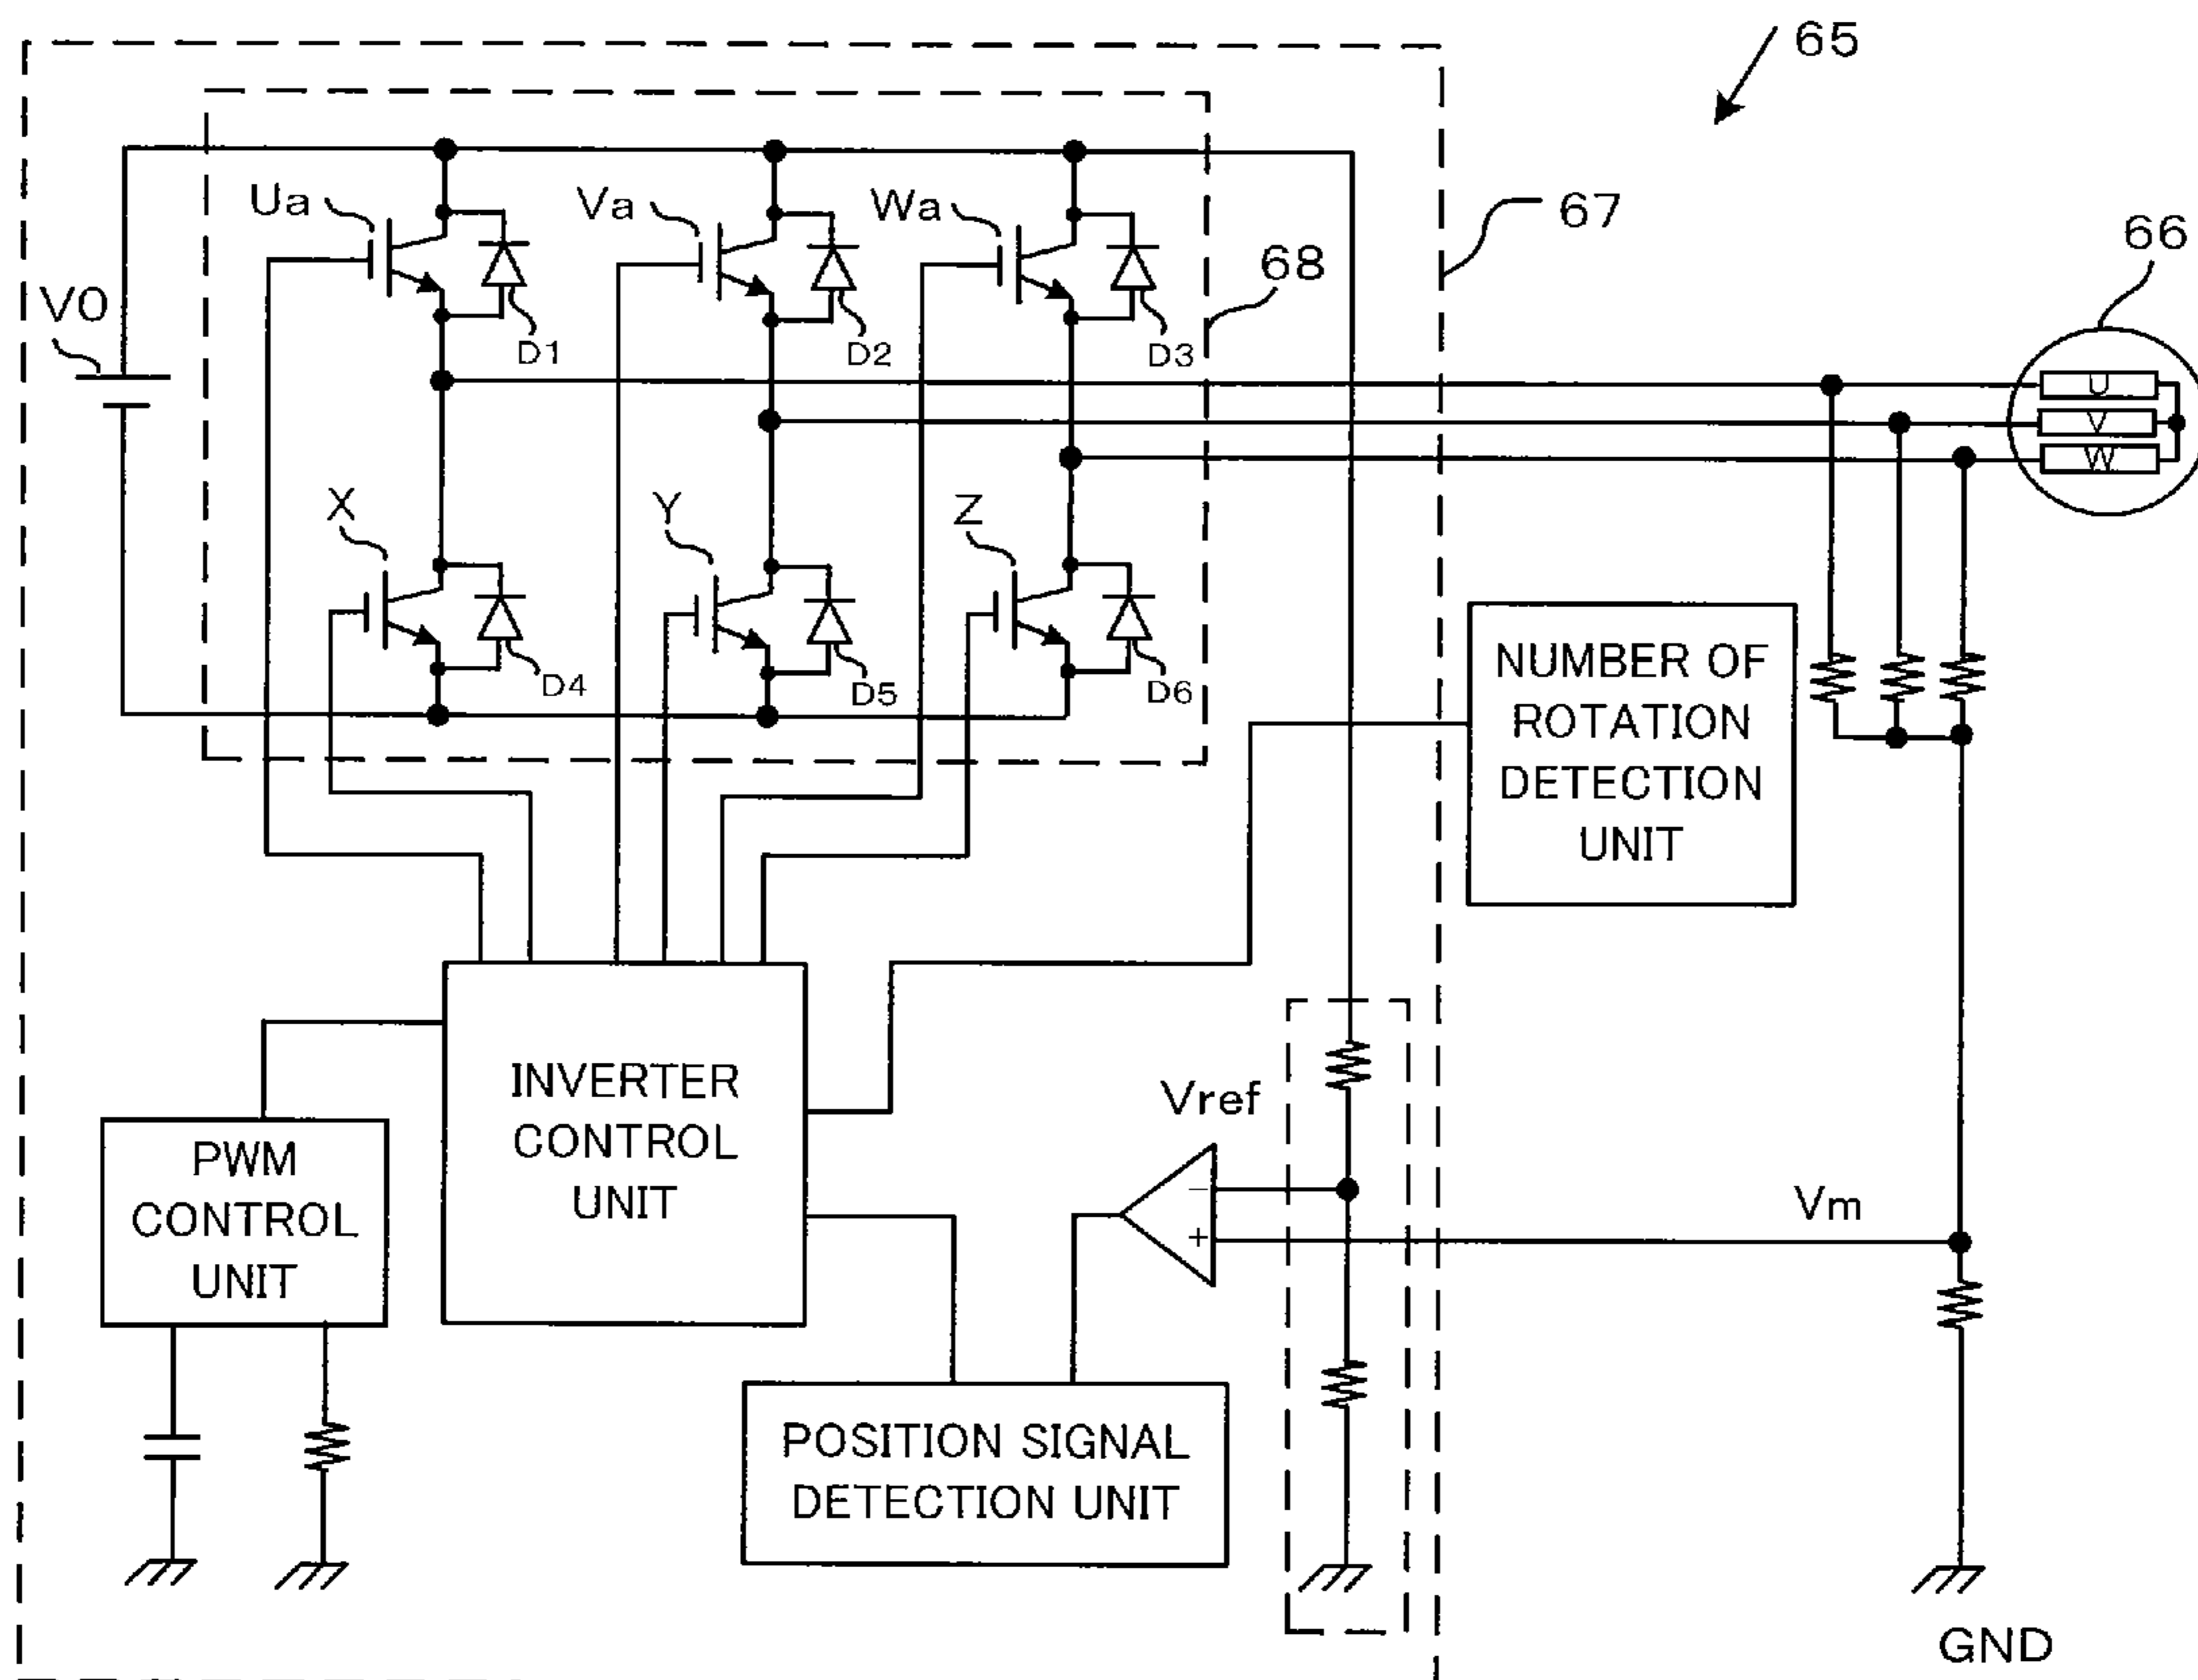 65
Ua
Va
Wa
67
66
68
V0
D1
D2
D3
U
V
W
X
Y
Z
D4
D5
D6
NUMBER OF
ROTATION
DETECTION
UNIT
INVERTER
CONTROL
UNIT
Vref
PWM
CONTROL
UNIT
−
+
Vm
POSITION SIGNAL
DETECTION UNIT
GND